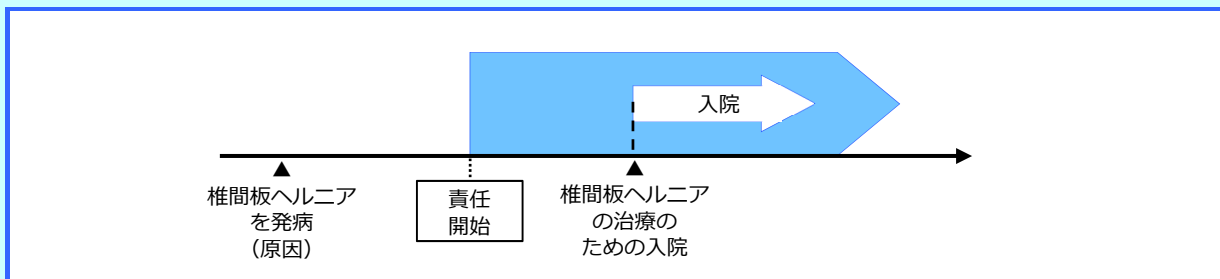 入院
椎間板ヘルニア
を発病
（原因）
責任
開始
椎間板ヘルニア
の治療の
ための入院